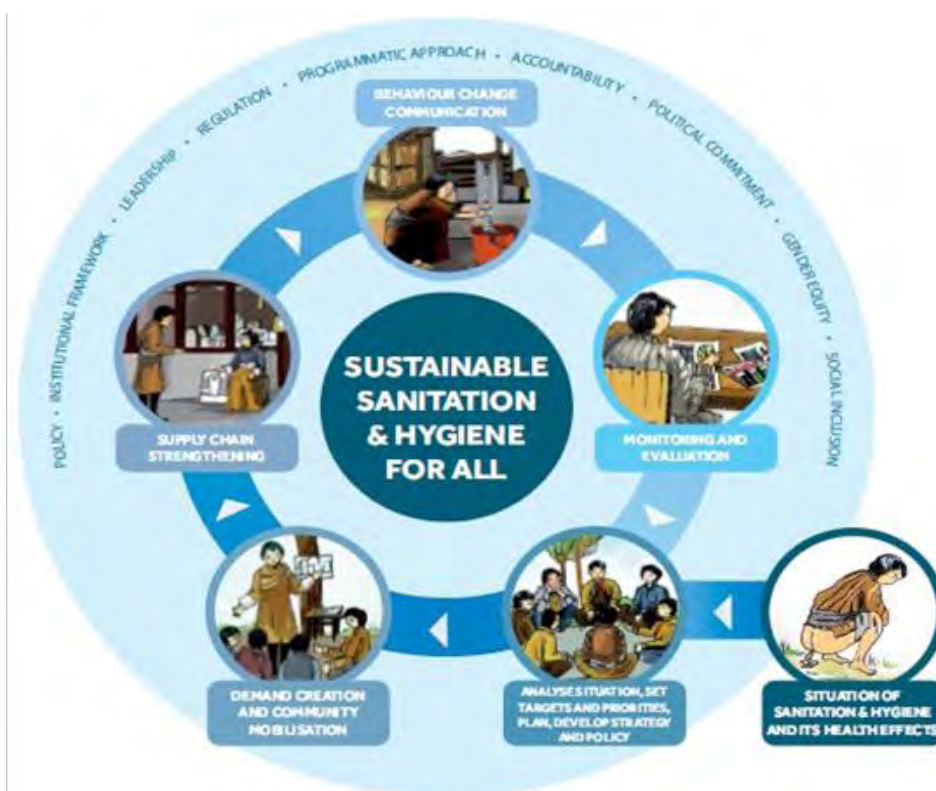 POLICY • INSTITUTIONAL FRAMEWORK • LEADERSHIP • REGULATION • PROGRAMMATIC APPROACH • ACCOUNTABILITY • POLITICAL COMMITMENT • GENDER EQUITY • SOCIAL INCLUSION
BEHAVIOUR CHANGE
COMMUNICATION
SUPPLY CHAIN
STRENGTHENING
SUSTAINABLE
SANITATION
& HYGIENE
FOR ALL
MONITORING AND
EVALUATION
DEMAND CREATION
AND COMMUNITY
MOBILISATION
ANALYSE SITUATION, SET
TARGETS AND PRIORITIES,
PLAN, DEVELOP STRATEGY
AND POLICY
SITUATION OF
SANITATION & HYGIENE
AND ITS HEALTH EFFECTS